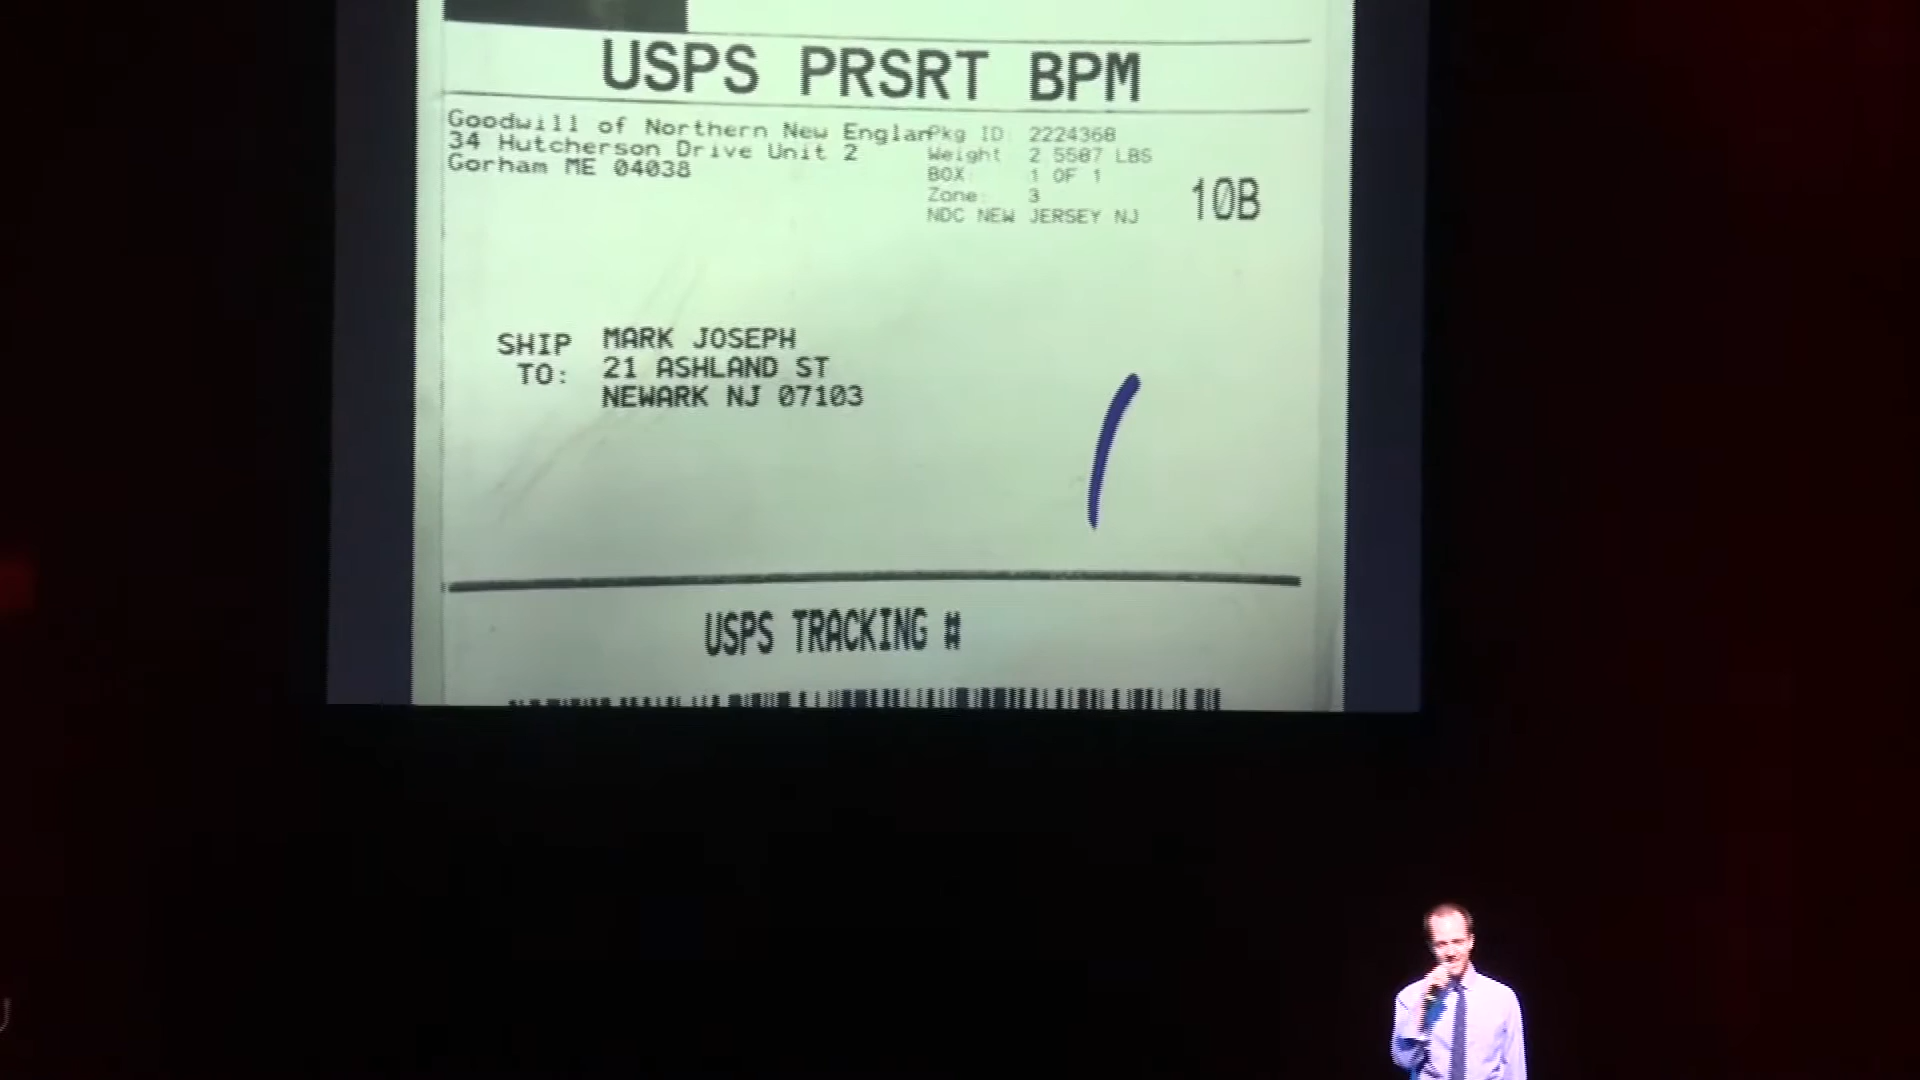 USPS PRSRT BPM
Goodwill of Northern New Englan
34 Hutcherson Drive Unit 2
Gorham ME 04038
Pkg ID: 2224368
Weight 2 5587 LBS
BOX: 1 OF 1
Zone: 3
NDC NEW JERSEY NJ
10B
SHIP TO:
MARK JOSEPH
21 ASHLAND ST
NEWARK NJ 07103
USPS TRACKING #